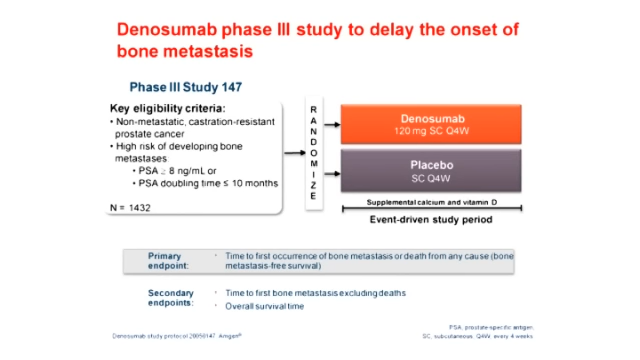 Denosumab phase III study to delay the onset of
bone metastasis
Phase III Study 147
Key eligibility criteria:
• Non-metastatic, castration-resistant
prostate cancer
• High risk of developing bone
metastases:
• PSA ≥ 8 ng/mL or
• PSA doubling time ≤ 10 months
N = 1432
RANDOMIZE
Denosumab
120 mg SC Q4W
Placebo
SC Q4W
Supplemental calcium and vitamin D
Event-driven study period
Primary
endpoint:
· Time to first occurrence of bone metastasis or death from any cause (bone
metastasis-free survival)
Secondary
endpoints:
· Time to first bone metastasis excluding deaths
· Overall survival time
PSA, prostate-specific antigen;
SC, subcutaneous; Q4W, every 4 weeks
Denosumab study protocol 20050147. Amgen®